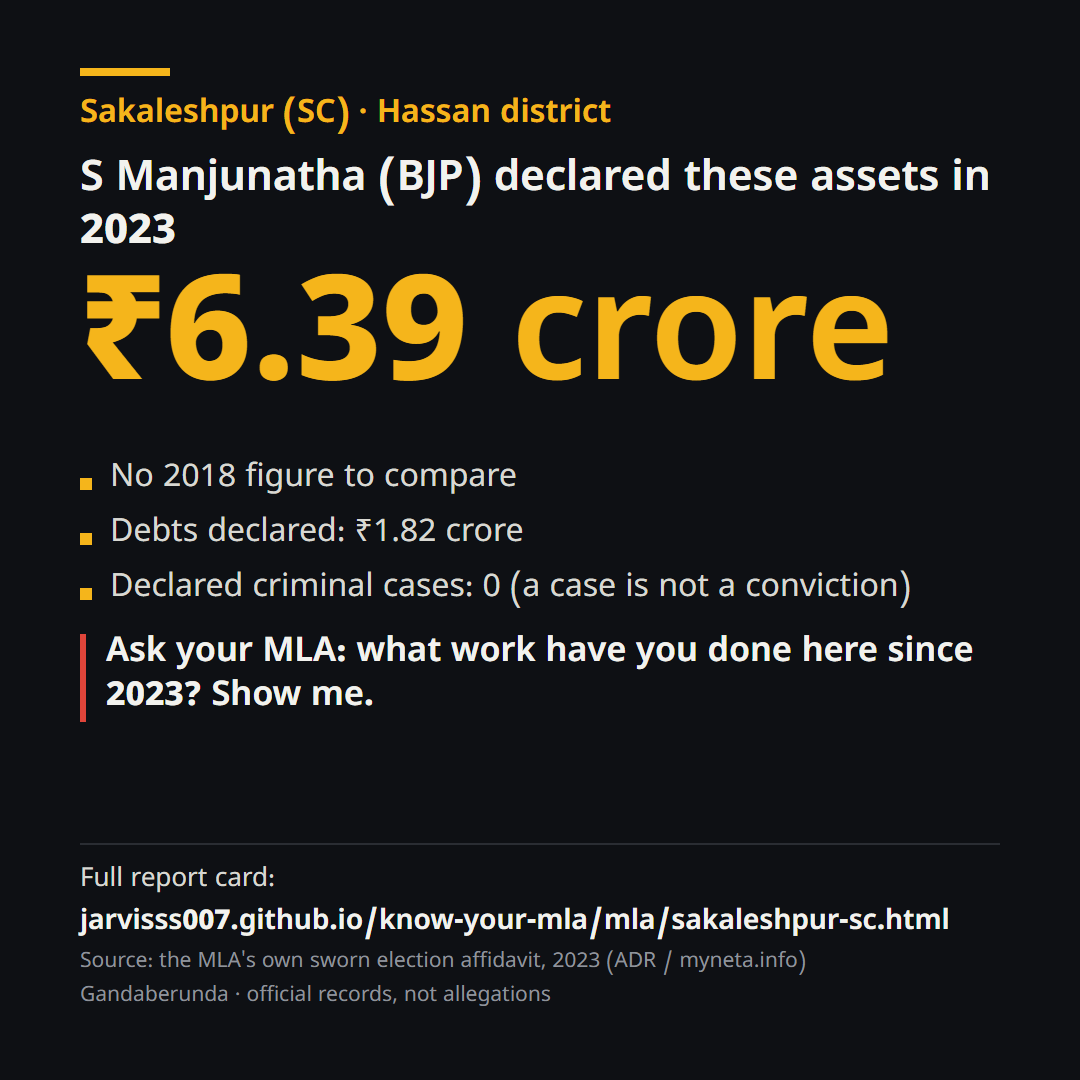 Sakaleshpur (SC) · Hassan district
S Manjunatha (BJP) declared these assets in
2023
₹6.39 crore
No 2018 figure to compare
Debts declared: ₹1.82 crore
Declared criminal cases: 0 (a case is not a conviction)
Ask your MLA: what work have you done here since
2023? Show me.
Full report card:
jarvisss007.github.io/know-your-mla/mla/sakaleshpur-sc.html
Source: the MLA's own sworn election affidavit, 2023 (ADR / myneta.info)
Gandaberunda · official records, not allegations